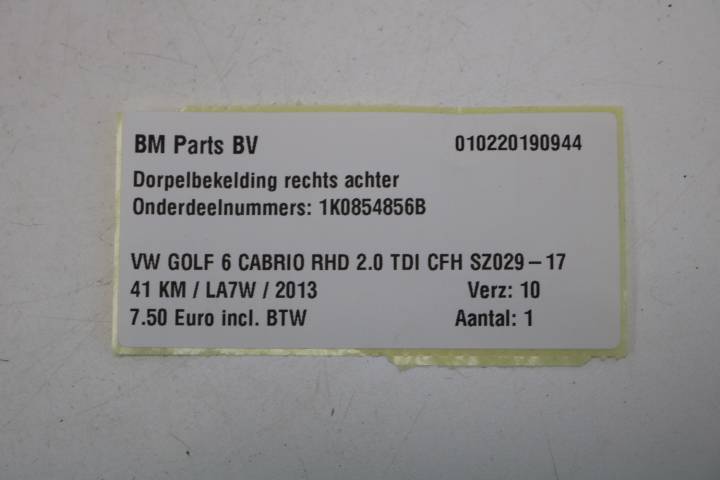 BM Parts BV 010220190944
Dorpelbekelding rechts achter
Onderdeelnummers: 1K0854856B
VW GOLF 6 CABRIO RHD 2.0 TDI CFH SZ029-17
41 KM / LA7W / 2013 Verz: 10
7.50 Euro incl. BTW Aantal: 1